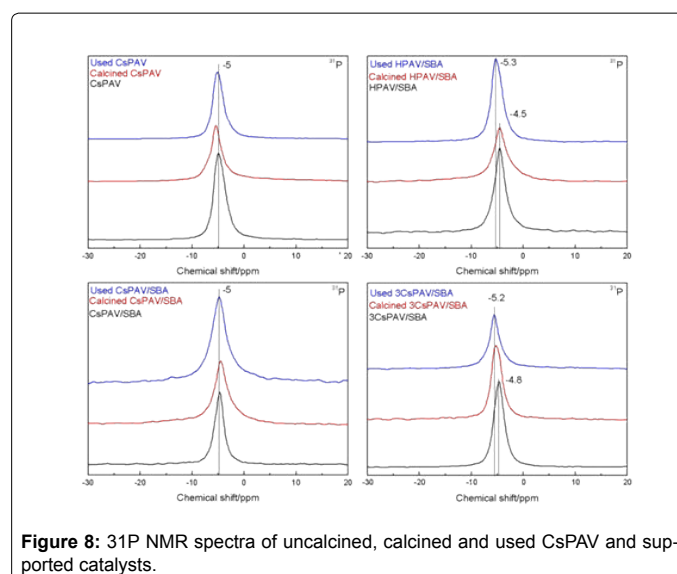 Used CsPAV
Calcined CsPAV
CsPAV
-5
31P
-30 -20 -10 0 10 20
Chemical shift/ppm
Used HPAV/SBA
Calcined HPAV/SBA
HPAV/SBA
-5.3
-4.5
31P
-30 -20 -10 0 10 20
Chemical shift/ppm
Used CsPAV/SBA
Calcined CsPAV/SBA
CsPAV/SBA
-5
31P
-30 -20 -10 0 10 20
Chemical shift/ppm
Used 3CsPAV/SBA
Calcined 3CsPAV/SBA
3CsPAV/SBA
-5.2
-4.8
31P
-30 -20 -10 0 10 20
Chemical shift/ppm
Figure 8: 31P NMR spectra of uncalcined, calcined and used CsPAV and sup-
ported catalysts.